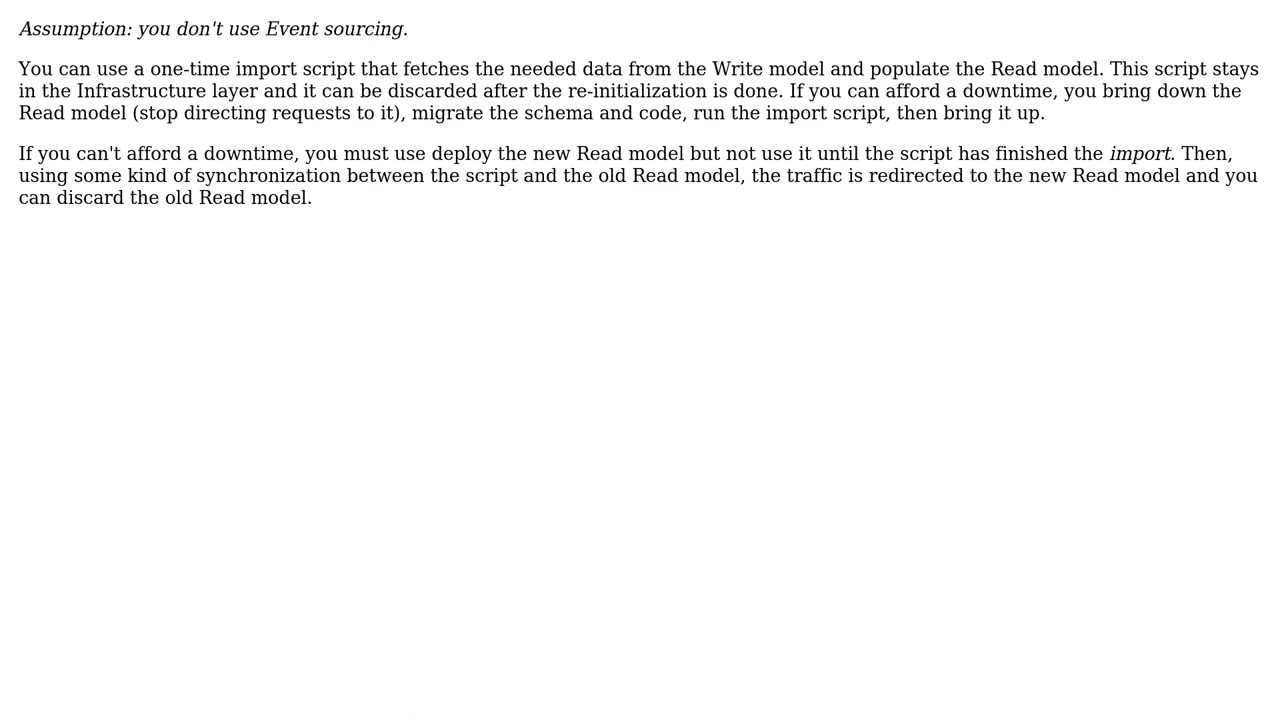 Assumption: you don't use Event sourcing.
You can use a one-time import script that fetches the needed data from the Write model and populate the Read model. This script stays
in the Infrastructure layer and it can be discarded after the re-initialization is done. If you can afford a downtime, you bring down the
Read model (stop directing requests to it), migrate the schema and code, run the import script, then bring it up.
If you can't afford a downtime, you must use deploy the new Read model but not use it until the script has finished the import. Then,
using some kind of synchronization between the script and the old Read model, the traffic is redirected to the new Read model and you
can discard the old Read model.